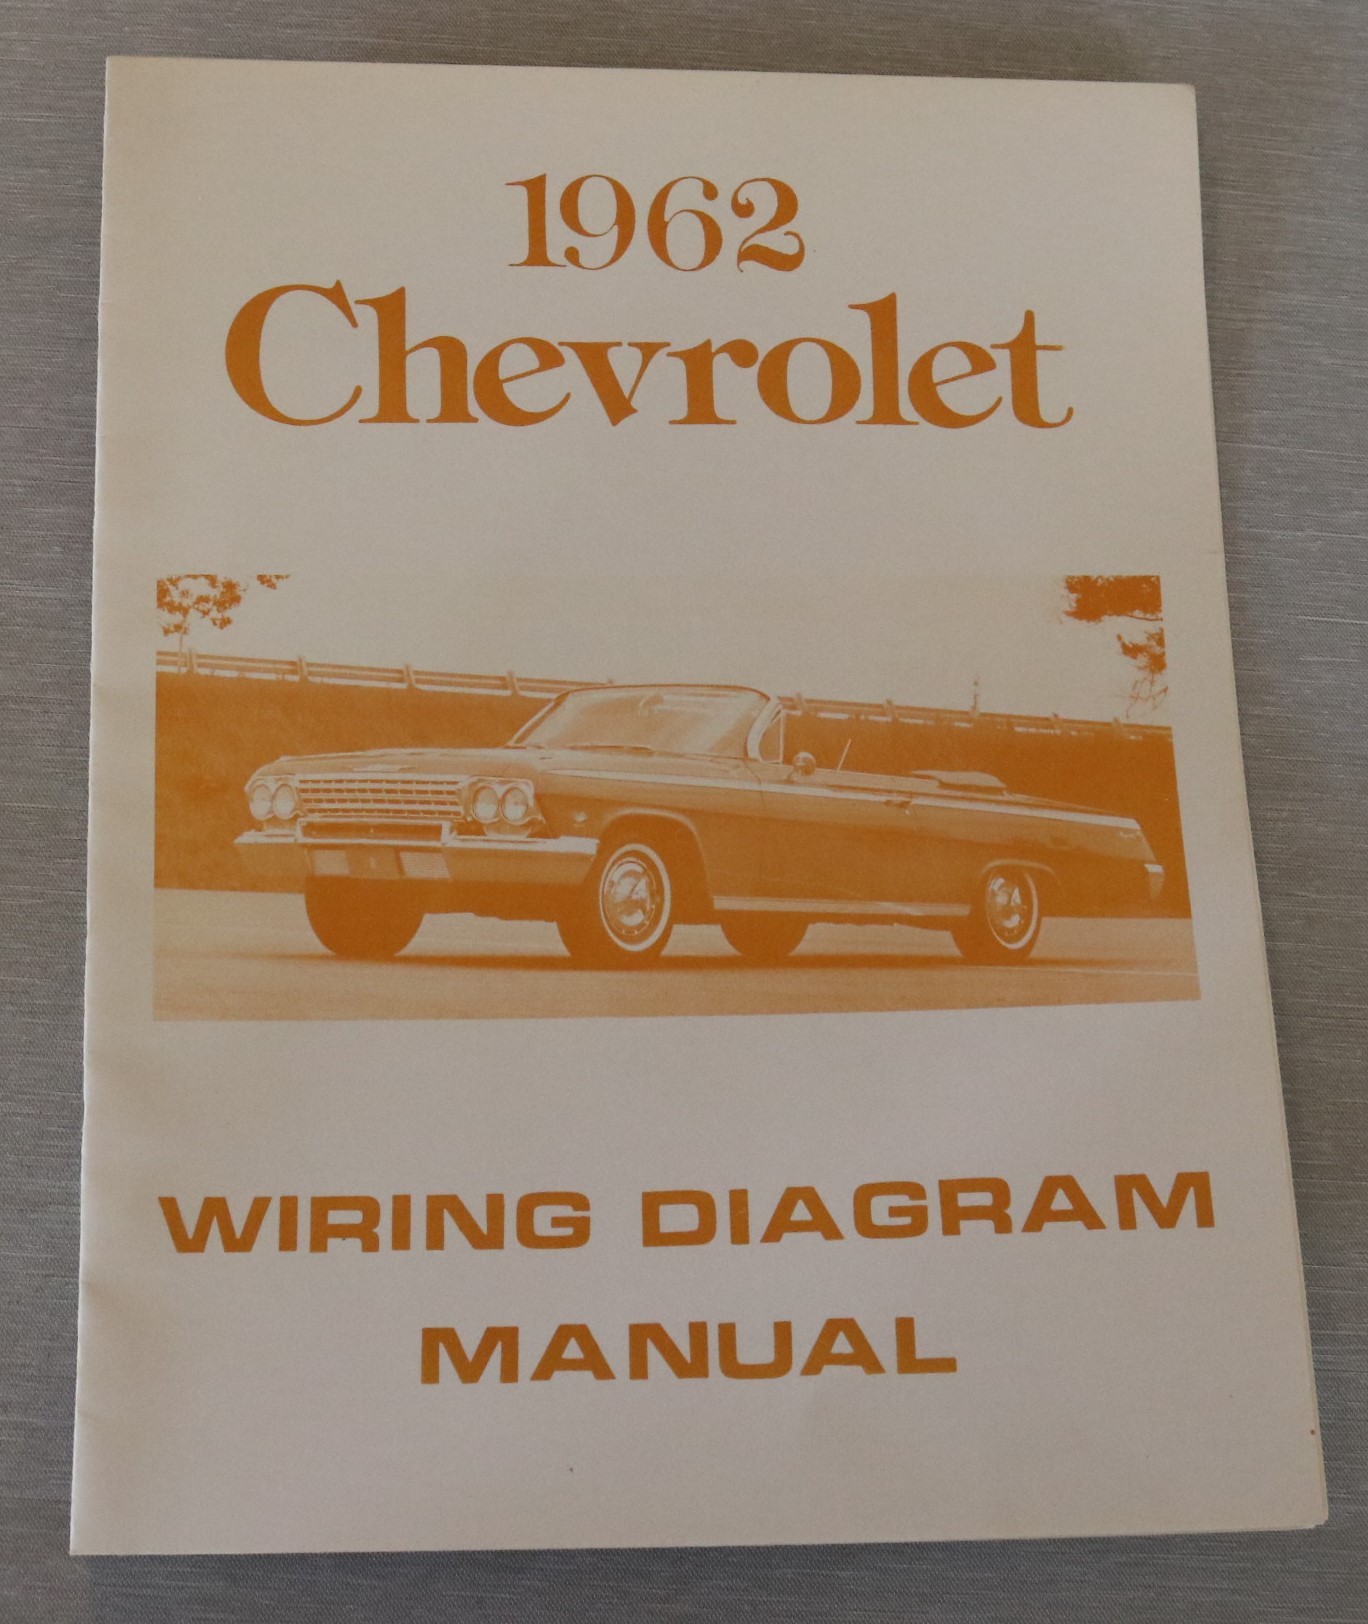 1962
Chevrolet
WIRING DIAGRAM
MANUAL